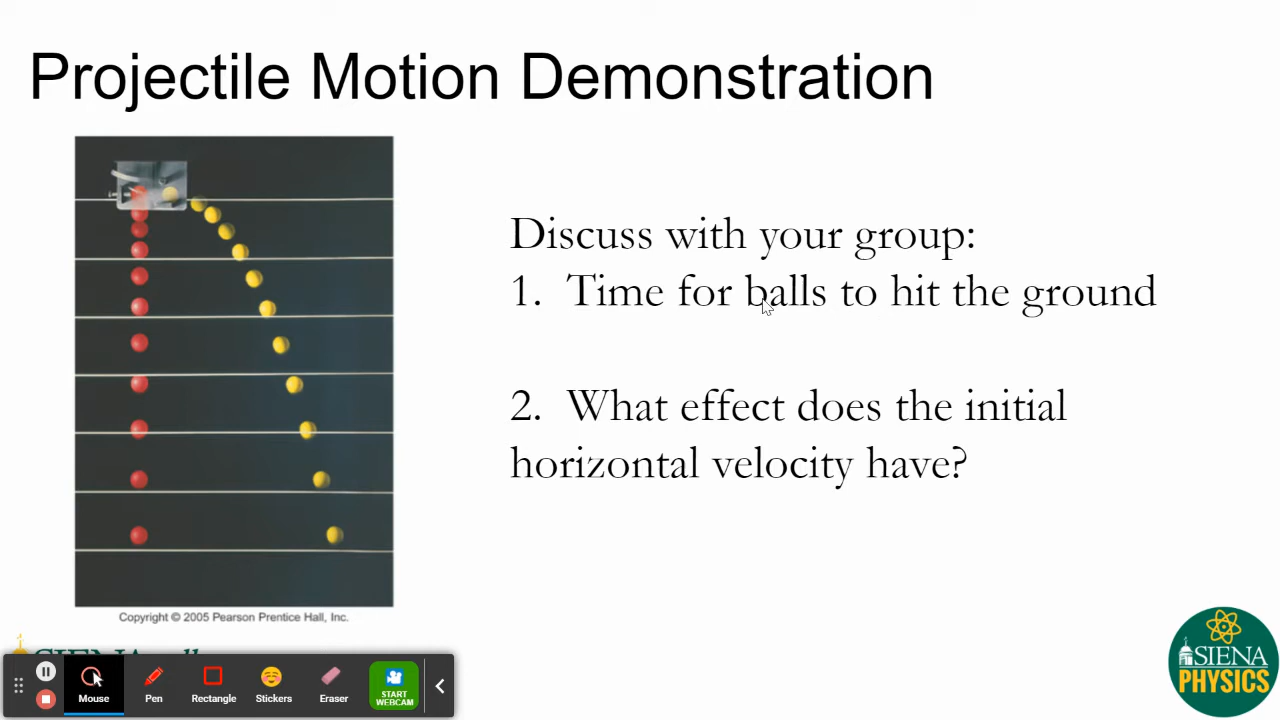 Projectile Motion Demonstration
Discuss with your group:
1. Time for balls to hit the ground
2. What effect does the initial
horizontal velocity have?
Copyright © 2005 Pearson Prentice Hall, Inc.
SIENA
PHYSICS
Mouse
Pen
Rectangle
Stickers
Eraser
START
WEBCAM